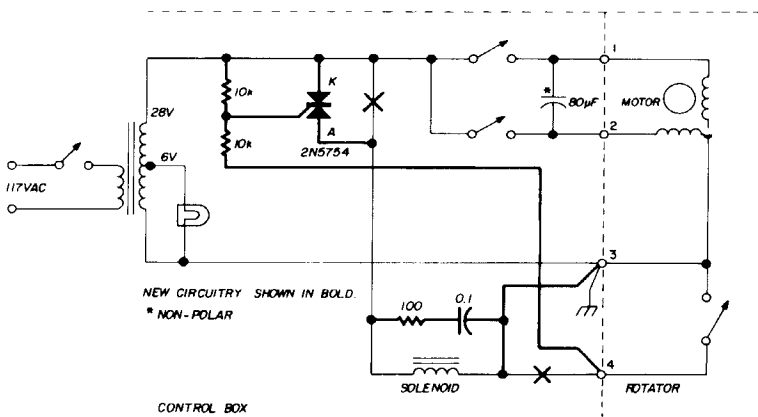 1
K
10k
28V
*
80µF
MOTOR
A
2
10k
2N5754
6V
117VAC
3
NEW CIRCUITRY SHOWN IN BOLD.
* NON-POLAR
100
0.1
4
SOLENOID
ROTATOR
CONTROL BOX